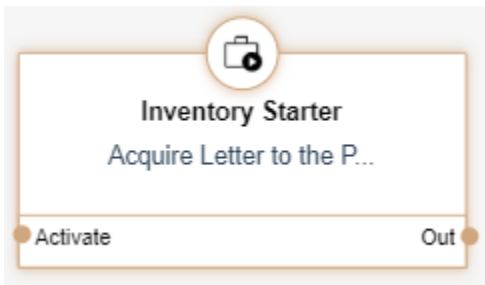 Inventory Starter
Acquire Letter to the P...
Activate
Out